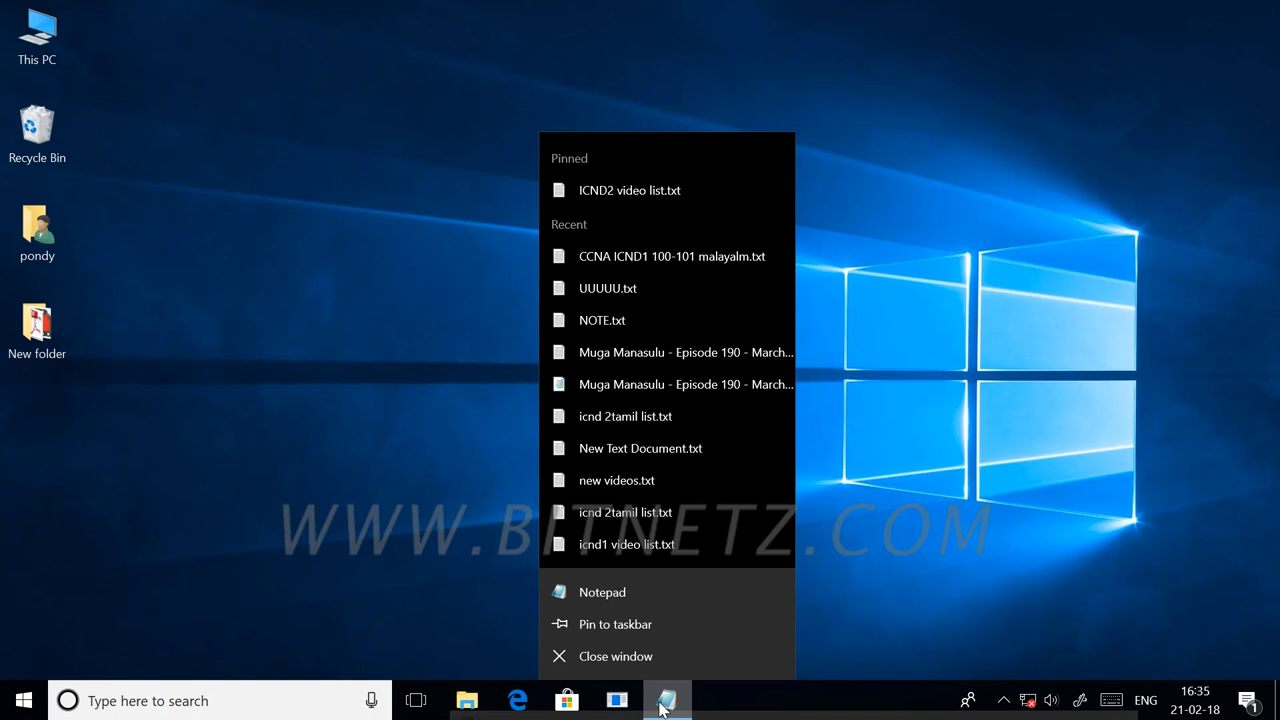 This PC
Recycle Bin
pondy
New folder
Pinned
ICND2 video list.txt
Recent
CCNA ICND1 100-101 malayalm.txt
UUUUU.txt
NOTE.txt
Muga Manasulu - Episode 190 - March...
Muga Manasulu - Episode 190 - March...
icnd 2tamil list.txt
New Text Document.txt
new videos.txt
icnd 2tamil list.txt
icnd1 video list.txt
WWW.BITNETZ.COM
Notepad
Pin to taskbar
Close window
Type here to search
ENG
16:35
21-02-18
1